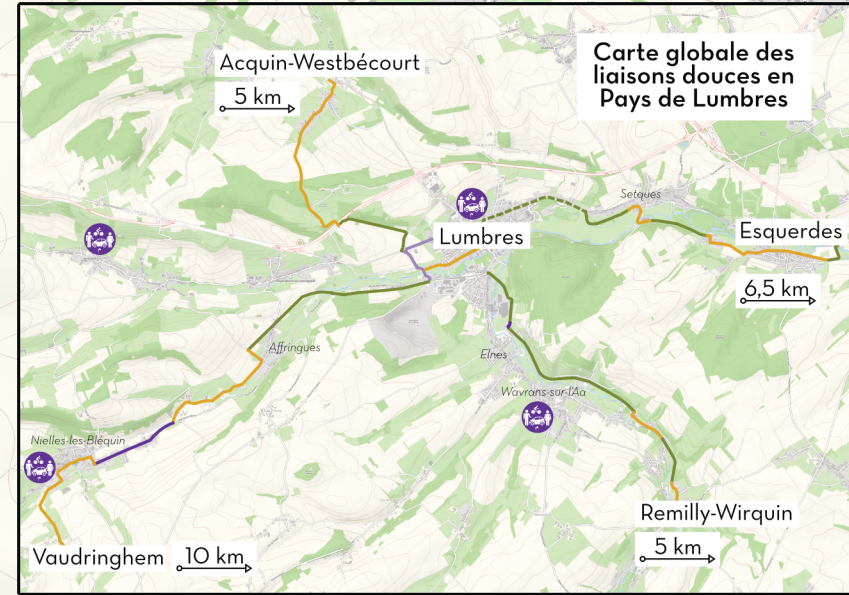 Carte globale des
liaisons douces en
Pays de Lumbres
Acquin-Westbécourt
5 km
Setques
Lumbres
Esquerdes
6,5 km
Affringues
Elnes
Wavrans-sur-l'Aa
Nielles-les-Bléquin
Remilly-Wirquin
5 km
Vaudringhem
10 km